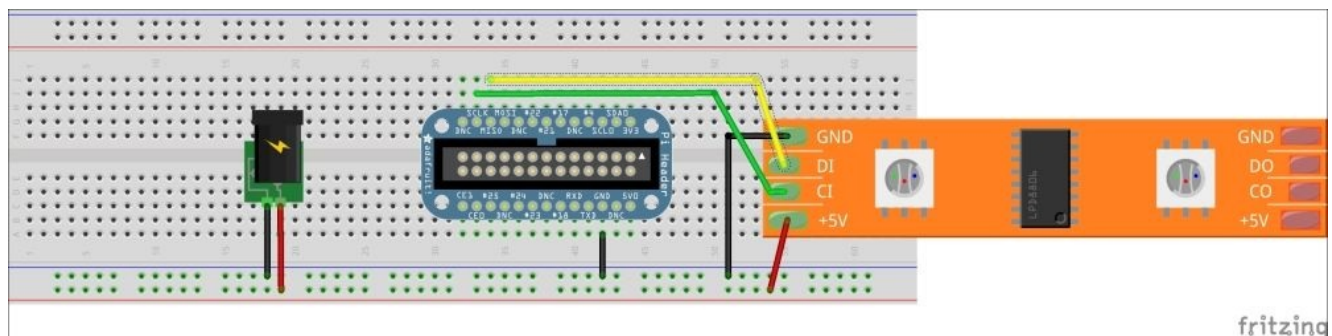 SCLK MOSI #22 #17 #4 SDA0
DNC MISO DNC #21 DNC SCL0 3V3
Pi Header
adafruit!
CE1 #25 #24 DNC RXD GND 5V0
CE0 DNC #23 #18 TXD DNC
GND
DI
CI
+5V
LPD8806
GND
DO
CO
+5V
fritzing